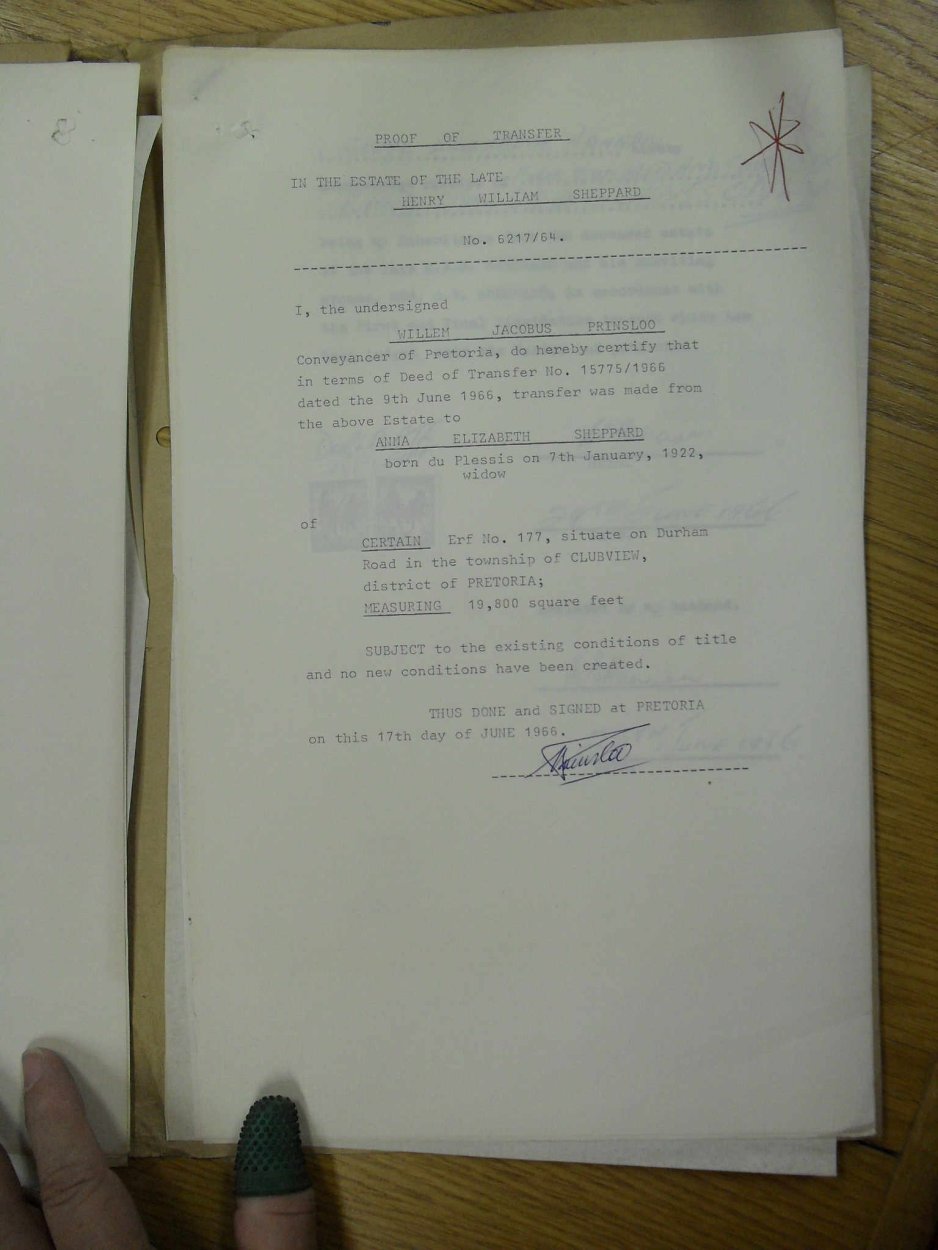 PROOF OF TRANSFER
IN THE ESTATE OF THE LATE
HENRY WILLIAM SHEPPARD
No. 6217/64.
I, the undersigned
WILLEM JACOBUS PRINSLOO
Conveyancer of Pretoria, do hereby certify that
in terms of Deed of Transfer No. 15775/1966
dated the 9th June 1966, transfer was made from
the above Estate to
ANNA ELIZABETH SHEPPARD
born du Plessis on 7th January, 1922,
widow
of
CERTAIN Erf No. 177, situate on Durham
Road in the township of CLUBVIEW,
district of PRETORIA;
MEASURING 19,800 square feet
SUBJECT to the existing conditions of title
and no new conditions have been created.
THUS DONE and SIGNED at PRETORIA
on this 17th day of JUNE 1966.
Prinsloo